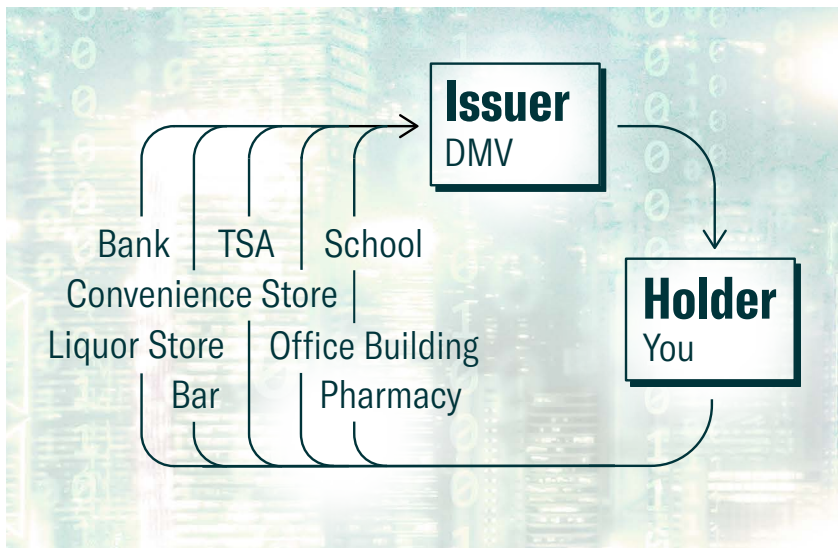 Issuer
DMV
Bank TSA School
Convenience Store
Holder
You
Liquor Store Office Building
Bar Pharmacy